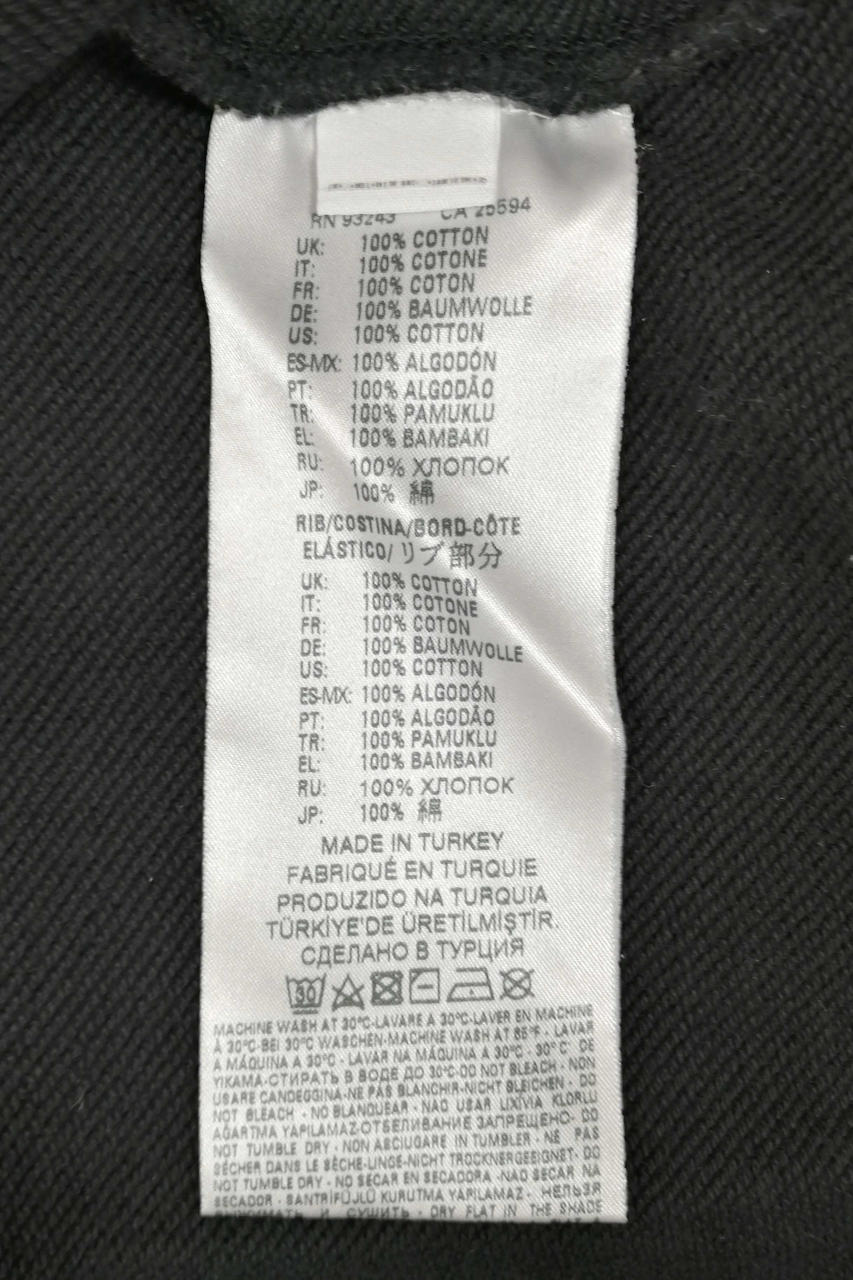 RN 93243 CA 25594
UK: 100% COTTON
IT: 100% COTONE
FR: 100% COTON
DE: 100% BAUMWOLLE
US: 100% COTTON
ES-MX: 100% ALGODÓN
PT: 100% ALGODÃO
TR: 100% PAMUKLU
EL: 100% BAMBAKI
RU: 100% ХЛОПОК
JP: 100% 綿
RIB/COSTINA/BORD-CÔTE
ELÁSTICO/リブ部分
UK: 100% COTTON
IT: 100% COTONE
FR: 100% COTON
DE: 100% BAUMWOLLE
US: 100% COTTON
ES-MX: 100% ALGODÓN
PT: 100% ALGODÃO
TR: 100% PAMUKLU
EL: 100% BAMBAKI
RU: 100% ХЛОПОК
JP: 100% 綿
MADE IN TURKEY
FABRIQUÉ EN TURQUIE
PRODUZIDO NA TURQUIA
TÜRKİYE'DE ÜRETİLMİŞTİR.
СДЕЛАНО В ТУРЦИЯ
30
MACHINE WASH AT 30°C-LAVARE A 30°C-LAVER EN MACHINE
À 30°C-BEI 30°C WASCHEN-MACHINE WASH AT 85°F - LAVAR
A MÁQUINA A 30°C - LAVAR NA MÁQUINA A 30°C - 30°C' DE
YIKAMA-СТИРАТЬ В ВОДЕ ДО 30°C-DO NOT BLEACH - NON
USARE CANDEGGINA-NE PAS BLANCHIR-NICHT BLEICHEN - DO
NOT BLEACH - NO BLANQUEAR - NAO USAR LIXÍVIA KLORLU
AĞARTMA YAPILAMAZ-ОТБЕЛИВАНИЕ ЗАПРЕЩЕНО- DO
NOT TUMBLE DRY - NON ASCIUGARE IN TUMBLER - NE PAS
SÉCHER DANS LE SÈCHE-LINGE-NICHT TROCKNERGEEIGNET- DO
NOT TUMBLE DRY - NO SECAR EN SECADORA -NAO SECAR NA
SECADOR - SANTRİFÜJLÜ KURUTMA YAPILAMAZ- НЕЛЬЗЯ
И СУШИТЬ - DRY FLAT IN THE SHADE